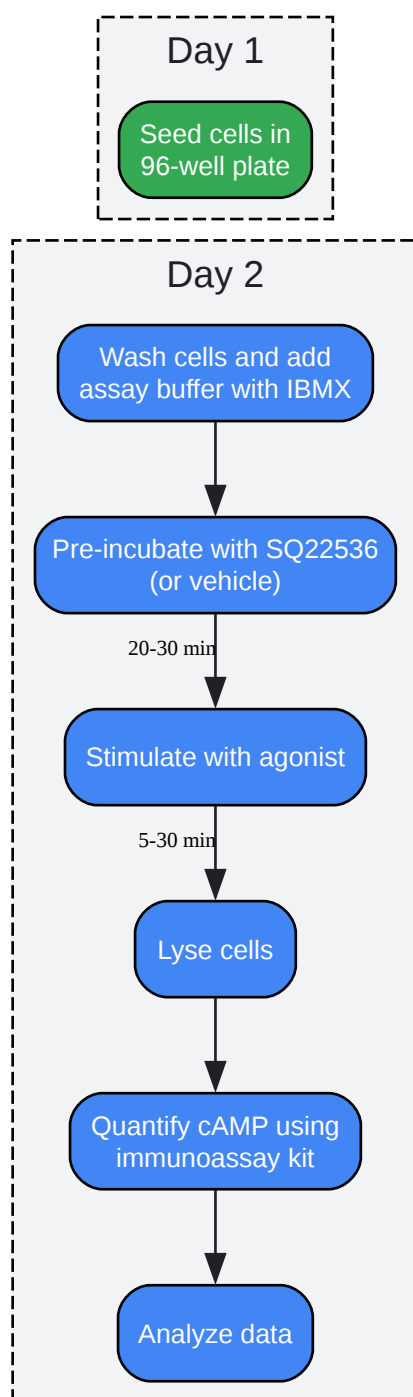 Day 1
Seed cells in
96-well plate
Day 2
Wash cells and add
assay buffer with IBMX
Pre-incubate with SQ22536
(or vehicle)
20-30 min
Stimulate with agonist
5-30 min
Lyse cells
Quantify cAMP using
immunoassay kit
Analyze data